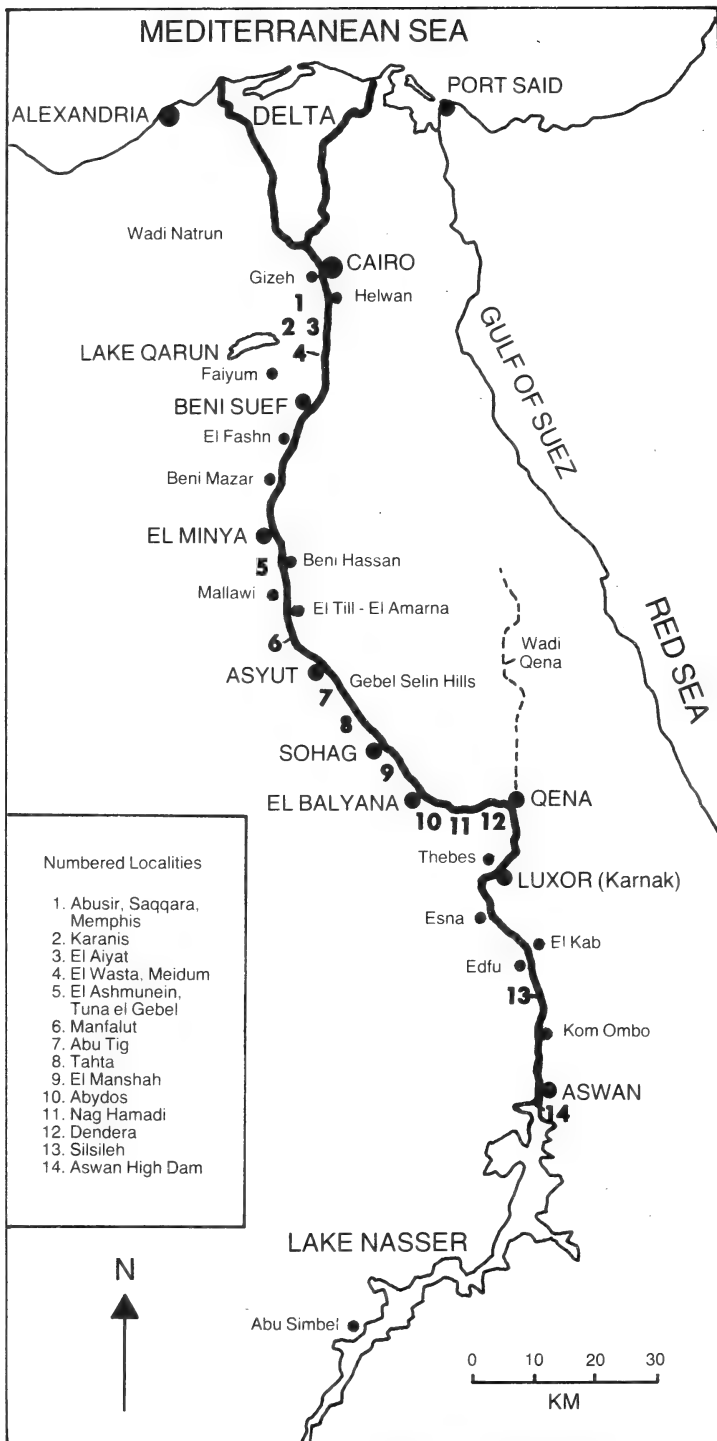 MEDITERRANEAN SEA
PORT SAID
ALEXANDRIA
DELTA
Wadi Natrun
CAIRO
Gizeh
1
Helwan
2 3
LAKE QARUN
4
GULF OF SUEZ
Faiyum
BENI SUEF
El Fashn
Beni Mazar
EL MINYA
5
Beni Hassan
Mallawi
El Till - El Amarna
RED SEA
6
Wadi
Qena
ASYUT
7
Gebel Selin Hills
8
SOHAG
9
EL BALYANA
QENA
10 11 12
Thebes
LUXOR (Karnak)
Esna
El Kab
Edfu
13
Kom Ombo
ASWAN
14
Numbered Localities
1. Abusir, Saqqara,
Memphis
2. Karanis
3. El Aiyat
4. El Wasta, Meidum
5. El Ashmunein,
Tuna el Gebel
6. Manfalut
7. Abu Tig
8. Tahta
9. El Manshah
10. Abydos
11. Nag Hamadi
12. Dendera
13. Silsileh
14. Aswan High Dam
LAKE NASSER
N
Abu Simbel
0 10 20 30
KM